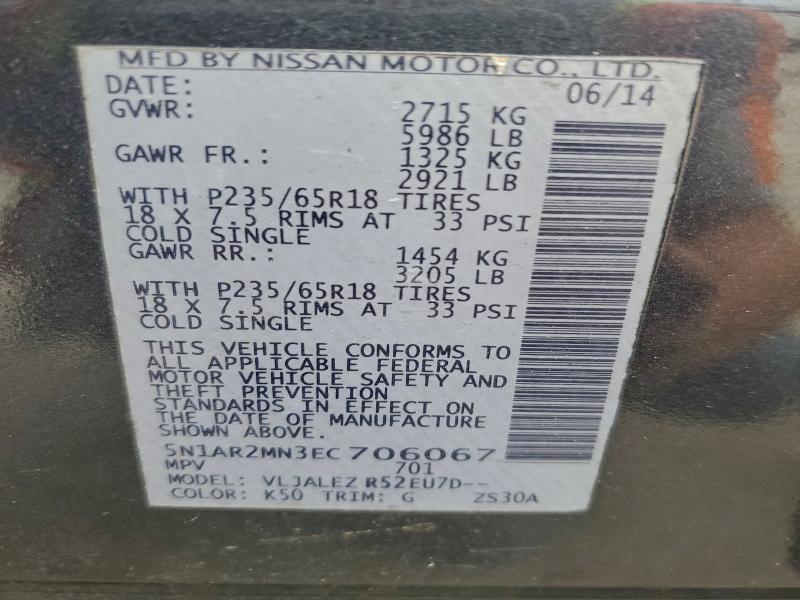 MFD BY NISSAN MOTOR CO., LTD.
DATE: 06/14
GVWR: 2715 KG
5986 LB
GAWR FR.: 1325 KG
2921 LB
WITH P235/65R18 TIRES
18 X 7.5 RIMS AT 33 PSI
COLD SINGLE
GAWR RR.: 1454 KG
3205 LB
WITH P235/65R18 TIRES
18 X 7.5 RIMS AT 33 PSI
COLD SINGLE
THIS VEHICLE CONFORMS TO
ALL APPLICABLE FEDERAL
MOTOR VEHICLE SAFETY AND
THEFT PREVENTION
STANDARDS IN EFFECT ON
THE DATE OF MANUFACTURE
SHOWN ABOVE.
5N1AR2MN3EC706067
MPV 701
MODEL: VLJALEZ R52EU7D--
COLOR: K50 TRIM: G ZS30A